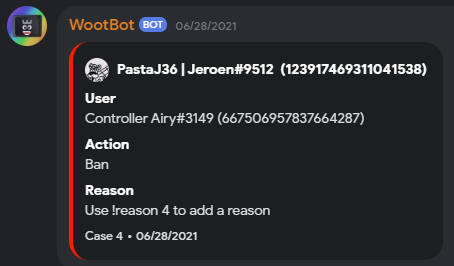 WootBot BOT 06/28/2021
PastaJ36 | Jeroen#9512 (123917469311041538)
User
Controller Airy#3149 (667506957837664287)
Action
Ban
Reason
Use !reason 4 to add a reason
Case 4 • 06/28/2021